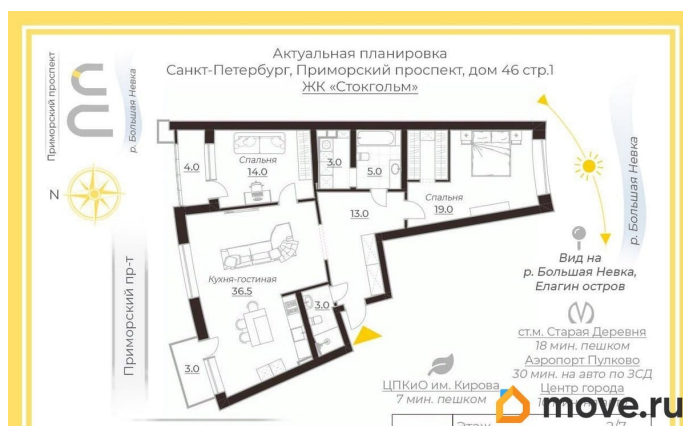 Актуальная планировка
Санкт-Петербург, Приморский проспект, дом 46 стр.1
ЖК «Стокгольм»
Приморский проспект
р. Большая Невка
N
Приморский пр-т
4.0
Спальня
14.0
3.0
5.0
Спальня
19.0
13.0
Кухня-гостиная
36.5
3.0
3.0
р. Большая Невка
Вид на
р. Большая Невка,
Елагин остров
ст.м. Старая Деревня
18 мин. пешком
Аэропорт Пулково
30 мин. на авто по ЗСД
Центр города
ЦПКиО им. Кирова
7 мин. пешком
move.ru
Этаж